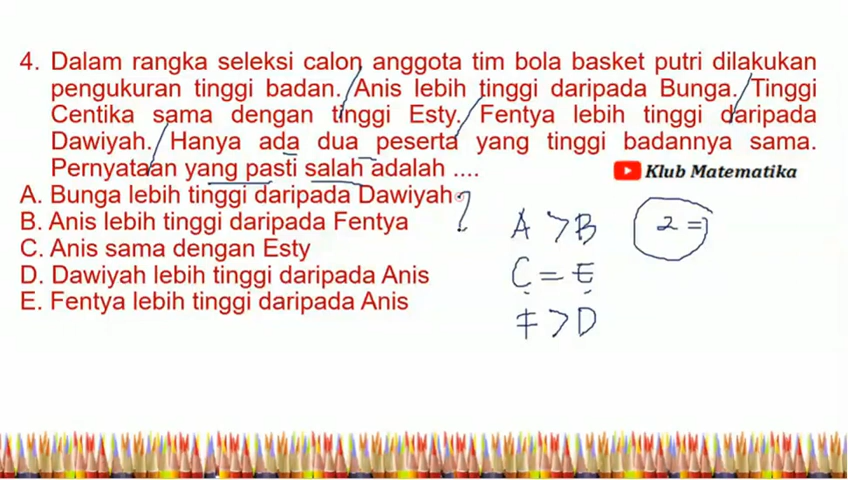 4. Dalam rangka seleksi calon anggota tim bola basket putri dilakukan
pengukuran tinggi badan. Anis lebih tinggi daripada Bunga. Tinggi
Centika sama dengan tinggi Esty. Fentya lebih tinggi daripada
Dawiyah. Hanya ada dua peserta yang tinggi badannya sama.
Pernyataan yang pasti salah adalah ....
Klub Matematika
A. Bunga lebih tinggi daripada Dawiyah ?
B. Anis lebih tinggi daripada Fentya
C. Anis sama dengan Esty
D. Dawiyah lebih tinggi daripada Anis
E. Fentya lebih tinggi daripada Anis
A > B
2 =
C = E
F > D